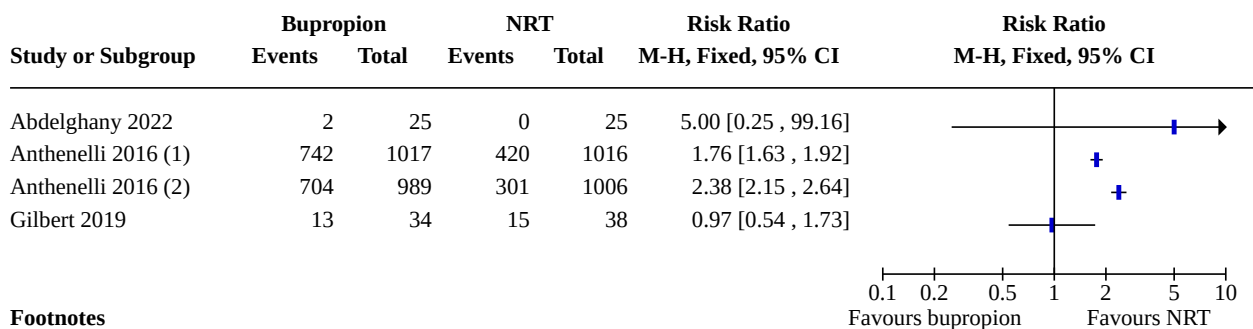 Bupropion NRT Risk Ratio Risk Ratio
Study or Subgroup Events Total Events Total M-H, Fixed, 95% CI M-H, Fixed, 95% CI
Abdelghany 2022 2 25 0 25 5.00 [0.25 , 99.16]
Anthenelli 2016 (1) 742 1017 420 1016 1.76 [1.63 , 1.92]
Anthenelli 2016 (2) 704 989 301 1006 2.38 [2.15 , 2.64]
Gilbert 2019 13 34 15 38 0.97 [0.54 , 1.73]
0.1 0.2 0.5 1 2 5 10
Footnotes Favours bupropion Favours NRT